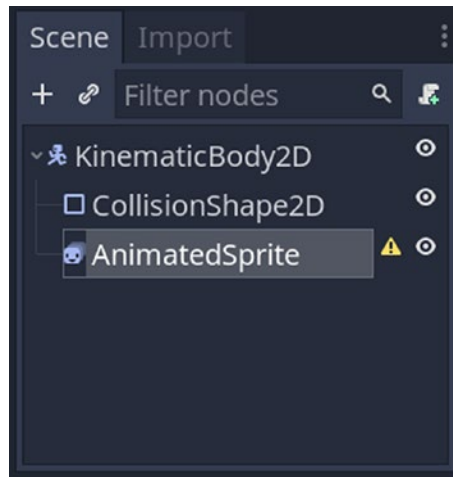 Scene Import
Filter nodes
KinematicBody2D
CollisionShape2D
AnimatedSprite